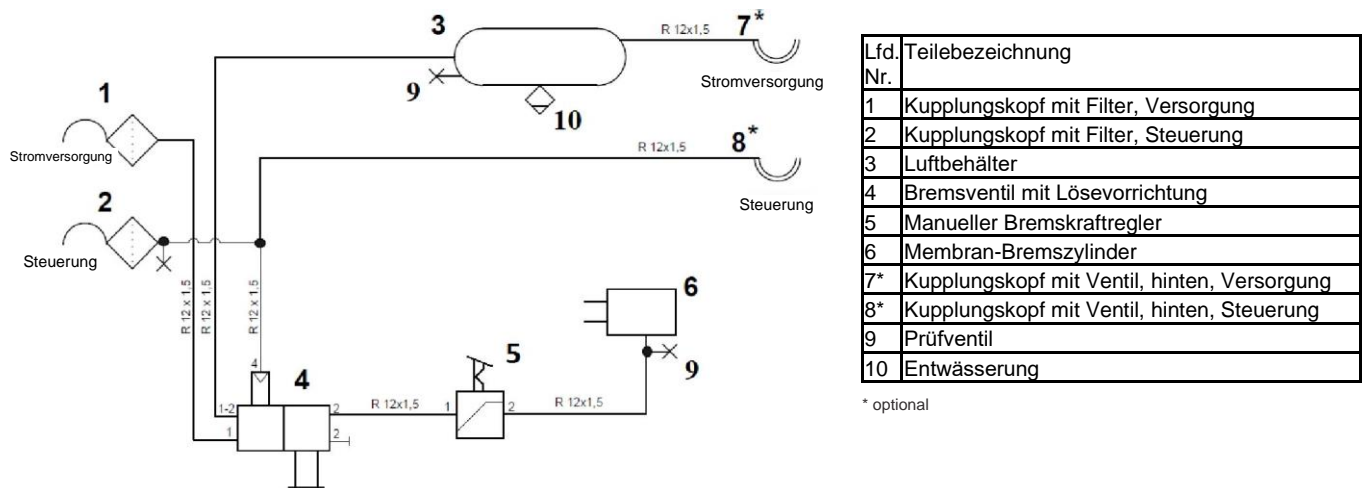 3
R 12x1,5
7*
Stromversorgung
9
10
1
Stromversorgung
R 12x1,5
8*
Steuerung
2
Steuerung
R 12 x 1,5
R 12 x 1,5
R 12 x 1,5
6
5
9
4
4
1-2
1
2
2
R 12x1,5
1
2
R 12x1,5
Lfd. Nr. Teilebezeichnung
1 Kupplungskopf mit Filter, Versorgung
2 Kupplungskopf mit Filter, Steuerung
3 Luftbehälter
4 Bremsventil mit Lösevorrichtung
5 Manueller Bremskraftregler
6 Membran-Bremszylinder
7* Kupplungskopf mit Ventil, hinten, Versorgung
8* Kupplungskopf mit Ventil, hinten, Steuerung
9 Prüfventil
10 Entwässerung
* optional